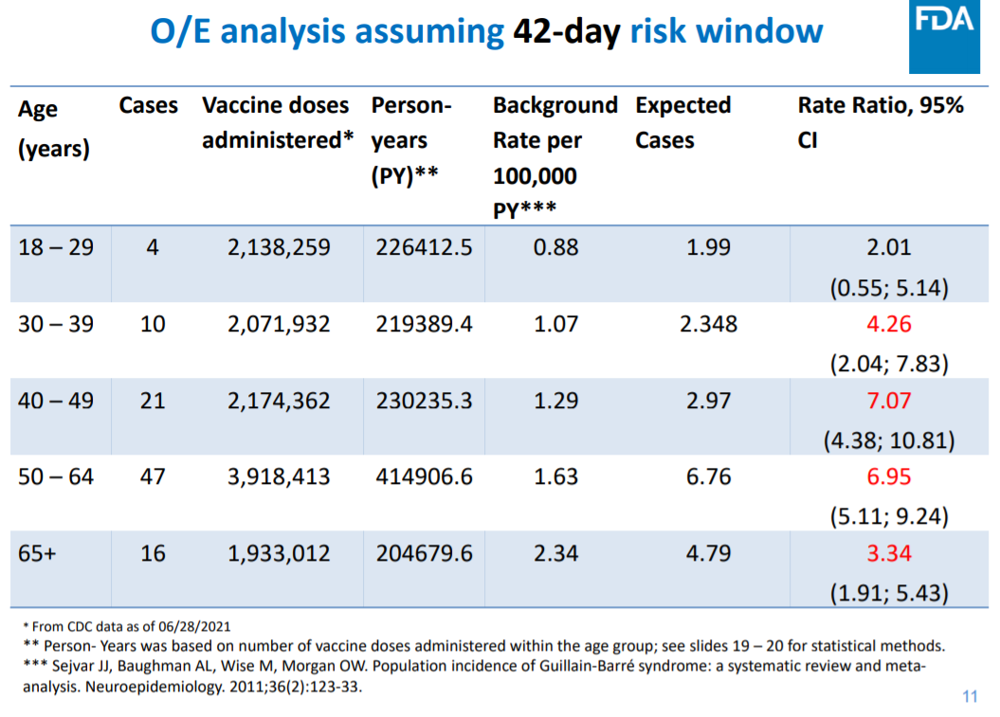 O/E analysis assuming 42-day risk window
FDA
Age (years) Cases Vaccine doses administered* Person-years (PY)** Background Rate per 100,000 PY*** Expected Cases Rate Ratio, 95% CI
18 – 29 4 2,138,259 226412.5 0.88 1.99 2.01
(0.55; 5.14)
30 – 39 10 2,071,932 219389.4 1.07 2.348 4.26
(2.04; 7.83)
40 – 49 21 2,174,362 230235.3 1.29 2.97 7.07
(4.38; 10.81)
50 – 64 47 3,918,413 414906.6 1.63 6.76 6.95
(5.11; 9.24)
65+ 16 1,933,012 204679.6 2.34 4.79 3.34
(1.91; 5.43)
* From CDC data as of 06/28/2021
** Person- Years was based on number of vaccine doses administered within the age group; see slides 19 – 20 for statistical methods.
*** Sejvar JJ, Baughman AL, Wise M, Morgan OW. Population incidence of Guillain-Barré syndrome: a systematic review and meta-
analysis. Neuroepidemiology. 2011;36(2):123-33.
11